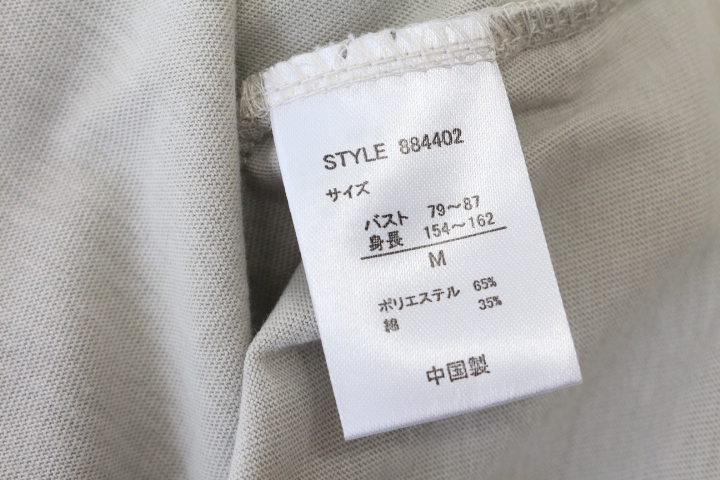 STYLE 884402
サイズ
バスト 79～87
身長 154～162
M
ポリエステル 65%
綿 35%
中国製